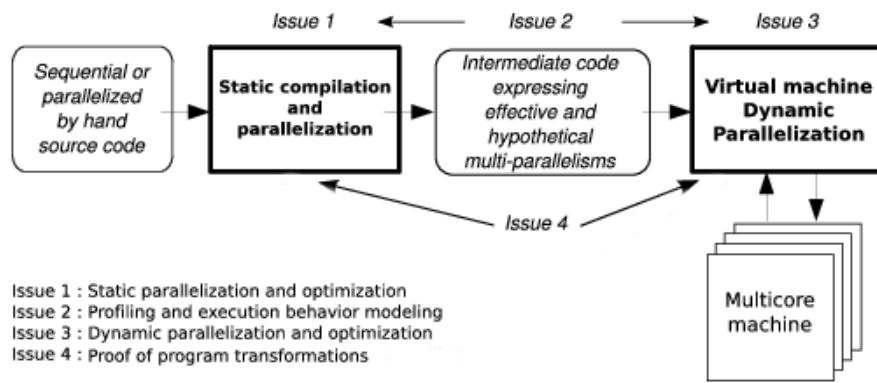 Issue 1
Issue 2
Issue 3
Sequential or
parallelized
by hand
source code
Static compilation
and
parallelization
Intermediate code
expressing
effective and
hypothetical
multi-parallelisms
Virtual machine
Dynamic
Parallelization
Issue 4
Multicore
machine
Issue 1 : Static parallelization and optimization
Issue 2 : Profiling and execution behavior modeling
Issue 3 : Dynamic parallelization and optimization
Issue 4 : Proof of program transformations